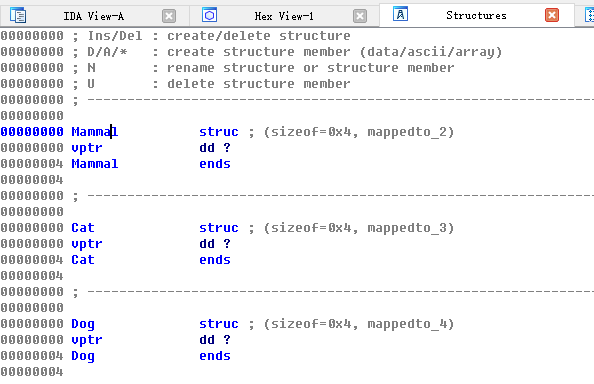 IDA View-A Hex View-1 Structures
00000000 ; Ins/Del : create/delete structure
00000000 ; D/A/* : create structure member (data/ascii/array)
00000000 ; N : rename structure or structure member
00000000 ; U : delete structure member
00000000 ; ---------------------------------------------------------------------------
00000000
00000000 Mammal struc ; (sizeof=0x4, mappedto_2)
00000000 vptr dd ?
00000004 Mammal ends
00000004
00000000 ; ---------------------------------------------------------------------------
00000000
00000000 Cat struc ; (sizeof=0x4, mappedto_3)
00000000 vptr dd ?
00000004 Cat ends
00000004
00000000 ; ---------------------------------------------------------------------------
00000000
00000000 Dog struc ; (sizeof=0x4, mappedto_4)
00000000 vptr dd ?
00000004 Dog ends
00000004